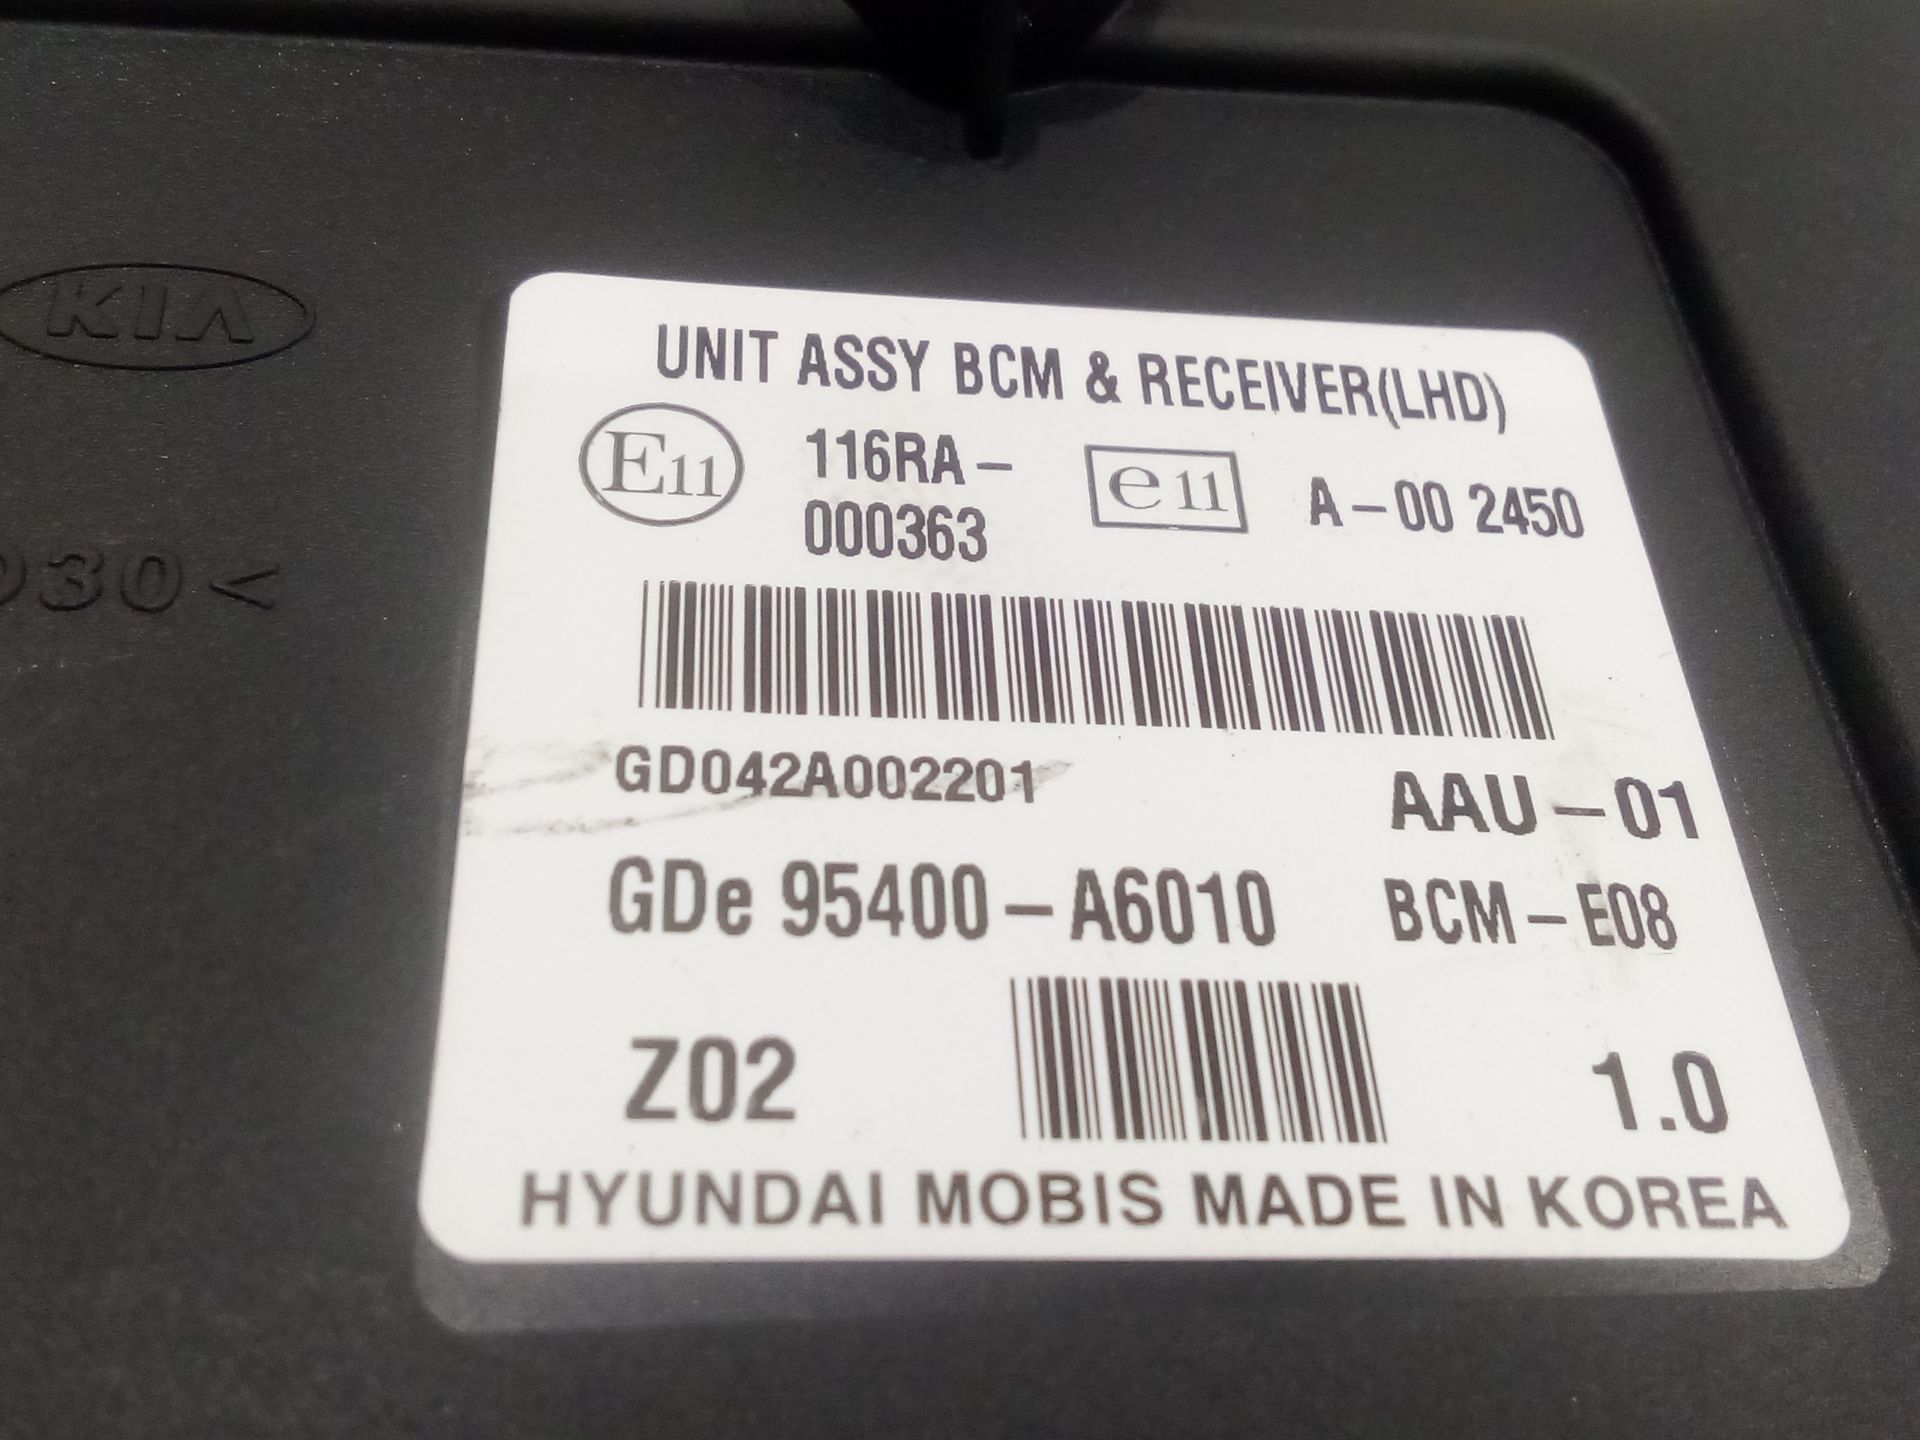 KIA
UNIT ASSY BCM & RECEIVER(LHD)
E11 116RA- e11 A-00 2450
000363
30<
GD042A002201 AAU-01
GDe 95400-A6010 BCM-E08
Z02 1.0
HYUNDAI MOBIS MADE IN KOREA